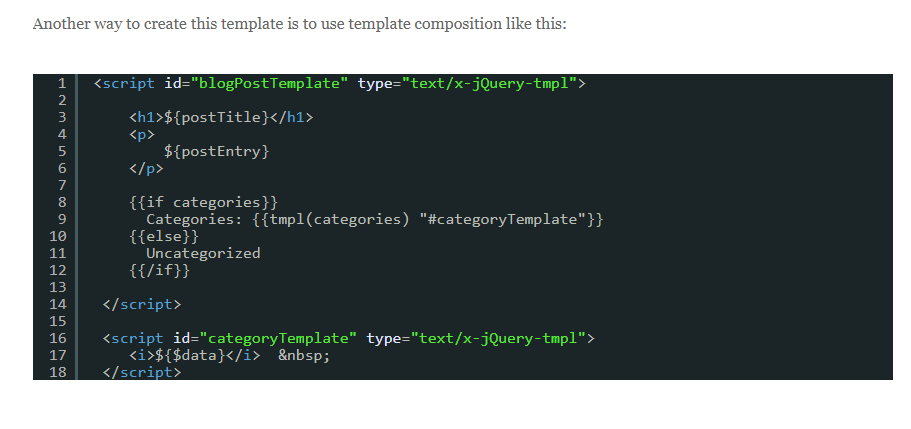 Another way to create this template is to use template composition like this:
1 <script id="blogPostTemplate" type="text/x-jQuery-tmpl">
2
3 <h1>${postTitle}</h1>
4 <p>
5 ${postEntry}
6 </p>
7
8 {{if categories}}
9 Categories: {{tmpl(categories) "#categoryTemplate"}}
10 {{else}}
11 Uncategorized
12 {{/if}}
13
14 </script>
15
16 <script id="categoryTemplate" type="text/x-jQuery-tmpl">
17 <i>${$data}</i> &nbsp;
18 </script>